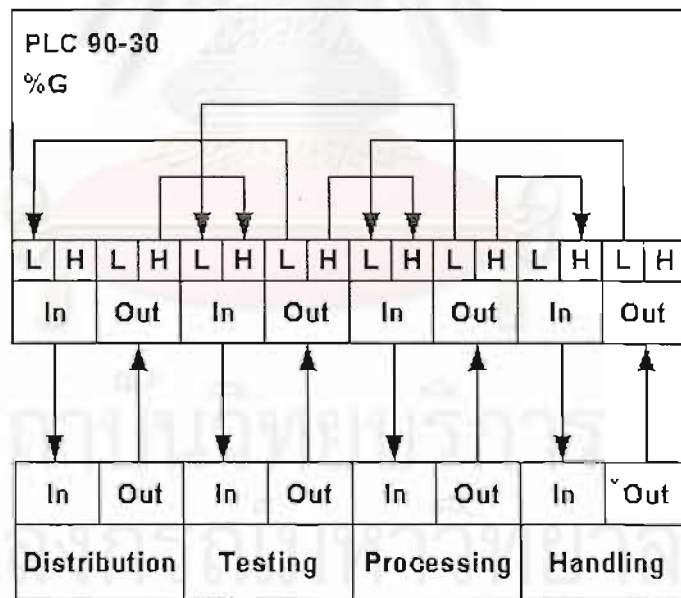 PLC 90-30
%G
L H L H L H L H L H L H L H L H
In Out In Out In Out In Out
In Out In Out In Out In Out
Distribution Testing Processing Handling